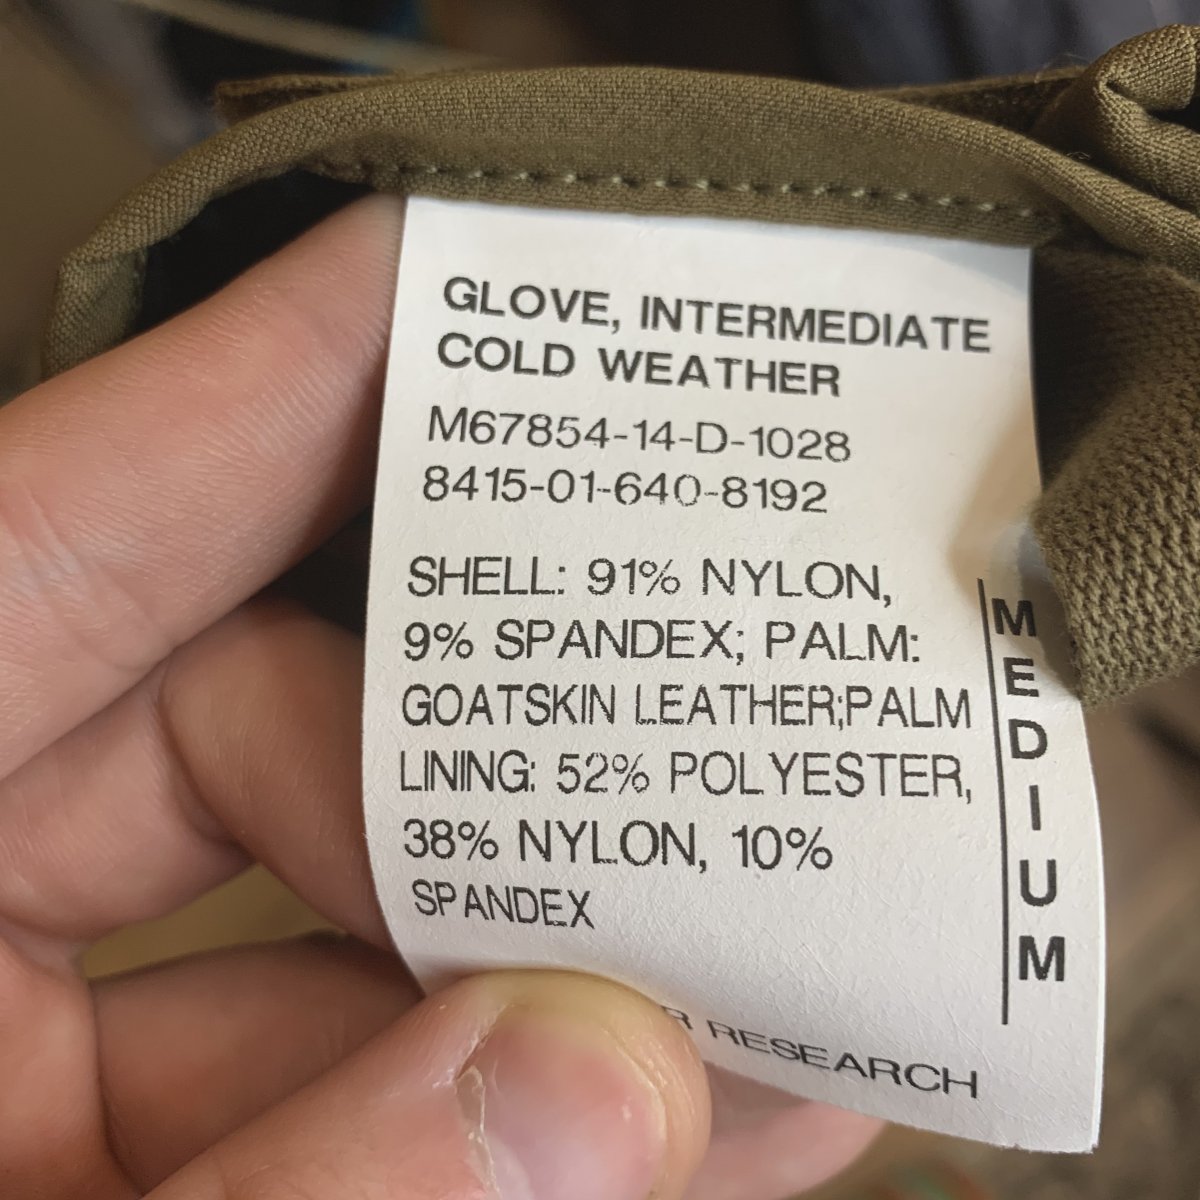 GLOVE, INTERMEDIATE
COLD WEATHER
M67854-14-D-1028
8415-01-640-8192
SHELL: 91% NYLON,
9% SPANDEX; PALM:
GOATSKIN LEATHER;PALM
LINING: 52% POLYESTER,
38% NYLON, 10%
SPANDEX
RESEARCH
MEDIUM